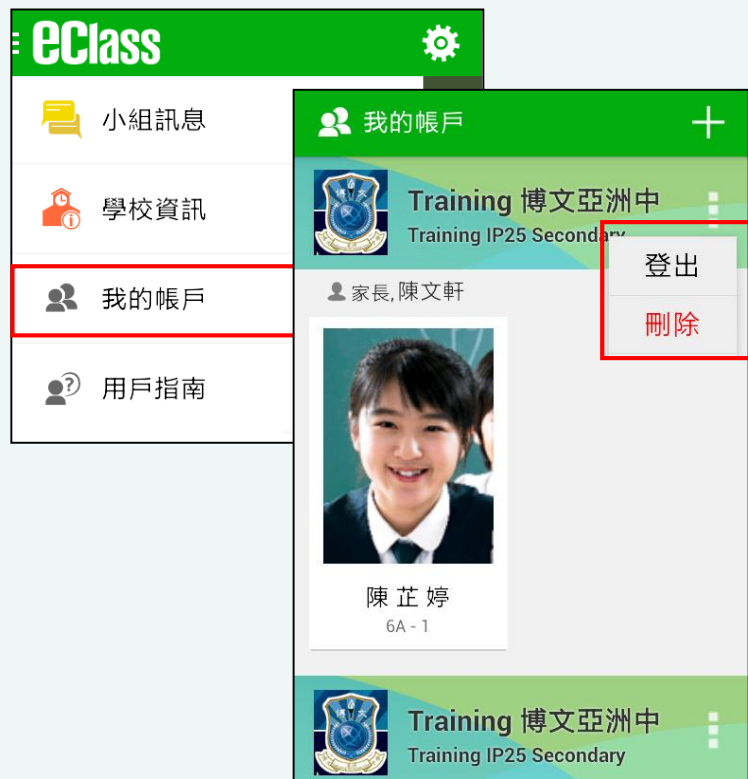 eClass
小組訊息
學校資訊
我的帳戶
用戶指南
我的帳戶
Training 博文亞洲中
Training IP25 Secondary
登出
刪除
家長,陳文軒
陳芷婷
6A - 1
Training 博文亞洲中
Training IP25 Secondary